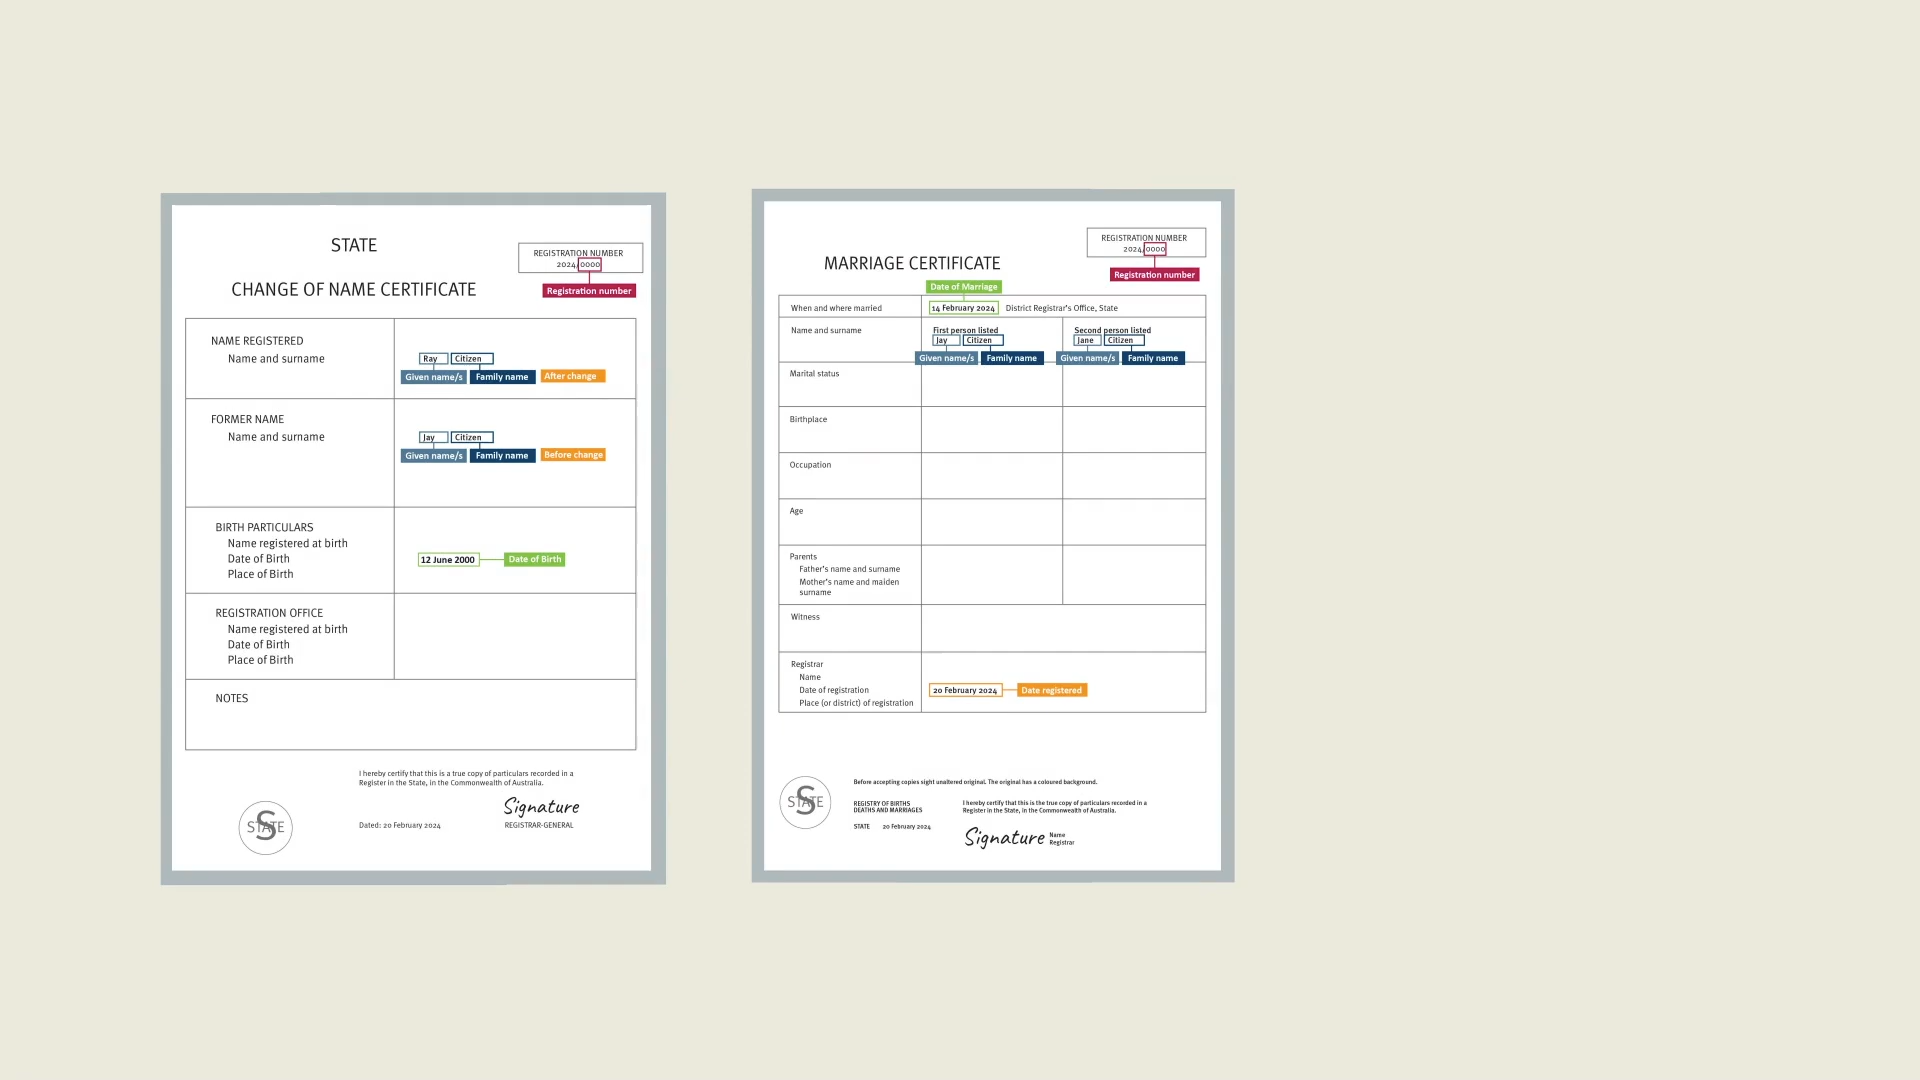 STATE
REGISTRATION NUMBER
2024/0000
CHANGE OF NAME CERTIFICATE
Registration number
NAME REGISTERED
Name and surname
Ray Citizen
Given name/s Family name After change
FORMER NAME
Name and surname
Jay Citizen
Given name/s Family name Before change
BIRTH PARTICULARS
Name registered at birth
Date of Birth
Place of Birth
12 June 2000 Date of Birth
REGISTRATION OFFICE
Name registered at birth
Date of Birth
Place of Birth
NOTES
I hereby certify that this is a true copy of particulars recorded in a
Register in the State, in the Commonwealth of Australia.
Signature
S
STATE
Dated: 20 February 2024
REGISTRAR-GENERAL
REGISTRATION NUMBER
2024/0000
MARRIAGE CERTIFICATE
Registration number
Date of Marriage
When and where married
14 February 2024 District Registrar's Office, State
Name and surname
First person listed
Jay Citizen
Given name/s Family name
Second person listed
Jane Citizen
Given name/s Family name
Marital status
Birthplace
Occupation
Age
Parents
Father's name and surname
Mother's name and maiden
surname
Witness
Registrar
Name
Date of registration
Place (or district) of registration
20 February 2024 Date registered
Before accepting copies sight unaltered original. The original has a coloured background.
S
STATE
REGISTRY OF BIRTHS
DEATHS AND MARRIAGES
STATE 20 February 2024
I hereby certify that this is the true copy of particulars recorded in a
Register in the State, in the Commonwealth of Australia.
Signature
Name
Registrar